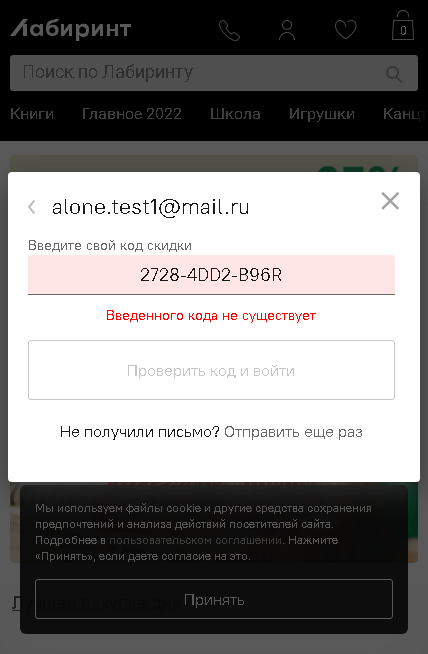 Лабиринт
0
Поиск по Лабиринту
Книги Главное 2022 Школа Игрушки Канц
alone.test1@mail.ru
Введите свой код скидки
2728-4DD2-B96R
Введенного кода не существует
Проверить код и войти
Не получили письмо? Отправить еще раз
Мы используем файлы cookie и другие средства сохранения
предпочтений и анализа действий посетителей сайта.
Подробнее в пользовательском соглашении. Нажмите
«Принять», если даете согласие на это.
Принять